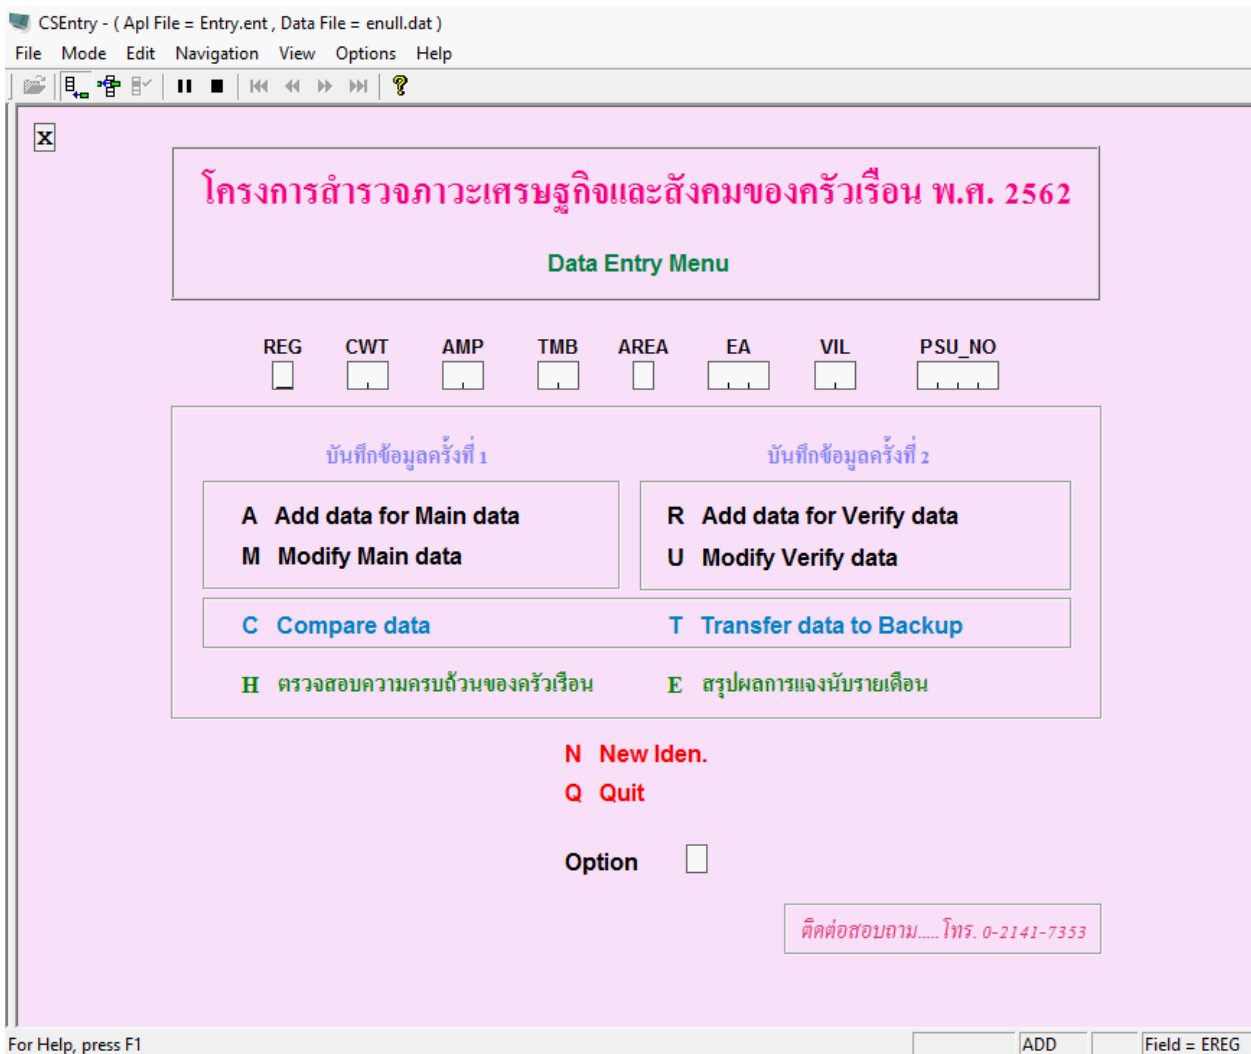 CSEntry - ( Apl File = Entry.ent , Data File = enull.dat )
File Mode Edit Navigation View Options Help
X
โครงการสำรวจภาวะเศรษฐกิจและสังคมของครัวเรือน พ.ศ. 2562
Data Entry Menu
REG CWT AMP TMB AREA EA VIL PSU_NO
บันทึกข้อมูลครั้งที่ 1 บันทึกข้อมูลครั้งที่ 2
A Add data for Main data R Add data for Verify data
M Modify Main data U Modify Verify data
C Compare data T Transfer data to Backup
H ตรวจสอบความครบถ้วนของครัวเรือน E สรุปผลการแจงนับรายเดือน
N New Iden.
Q Quit
Option
ติดต่อสอบถาม.....โทร. 0-2141-7353
For Help, press F1 ADD Field = EREG